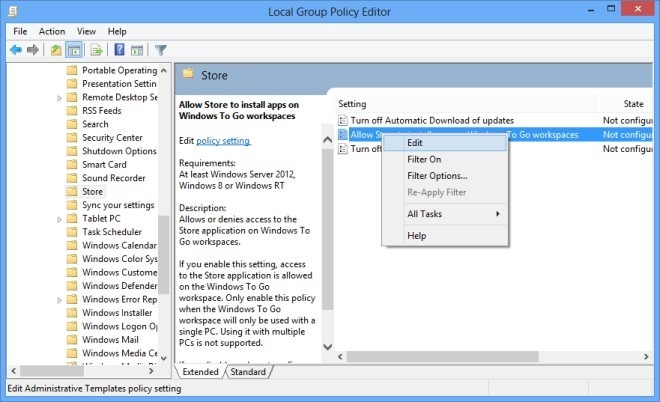 Local Group Policy Editor
File Action View Help
Portable Operating
Presentation Settin
Remote Desktop Se
RSS Feeds
Search
Security Center
Shutdown Options
Smart Card
Sound Recorder
Store
Sync your settings
Tablet PC
Task Scheduler
Windows Calendar
Windows Color Sys
Windows Custome
Windows Defender
Windows Error Rep
Windows Installer
Windows Logon Op
Windows Mail
Windows Media Ce
Store
Allow Store to install apps on
Windows To Go workspaces
Edit policy setting
Requirements:
At least Windows Server 2012,
Windows 8 or Windows RT
Description:
Allows or denies access to the
Store application on Windows To
Go workspaces.
If you enable this setting, access
to the Store application is allowed
on the Windows To Go
workspace. Only enable this policy
when the Windows To Go
workspace will only be used with a
single PC. Using it with multiple
PCs is not supported.
Setting State
Turn off Automatic Download of updates Not configu
Allow Windows To Go workspaces Not configu
Turn off Not configu
Edit
Filter On
Filter Options...
Re-Apply Filter
All Tasks
Help
Extended Standard
Edit Administrative Templates policy setting